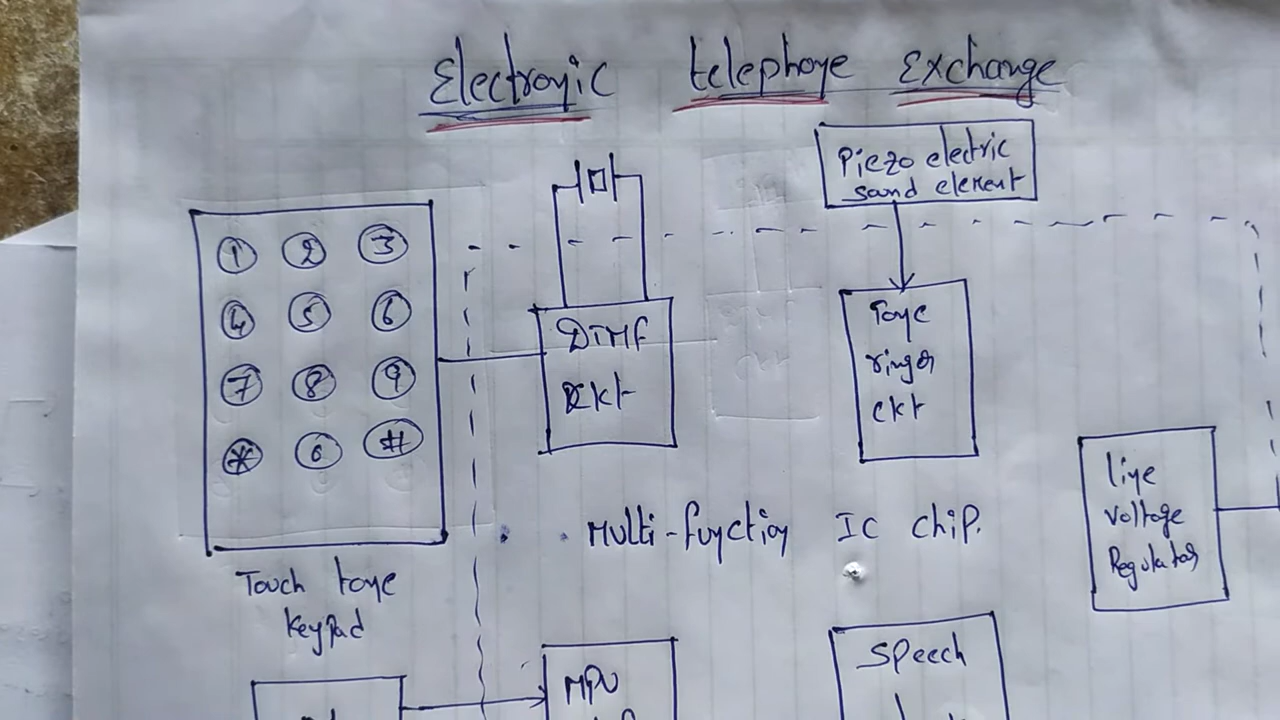 Electronic telephone Exchange
Piezo electric
sound element
1 2 3
4 5 6
7 8 9
* 0 #
DTMF
CKt
Tone
ringer
ckt
Multi-function IC chip.
line
voltage
Regulator
Touch tone
keypad
MPU
Speech